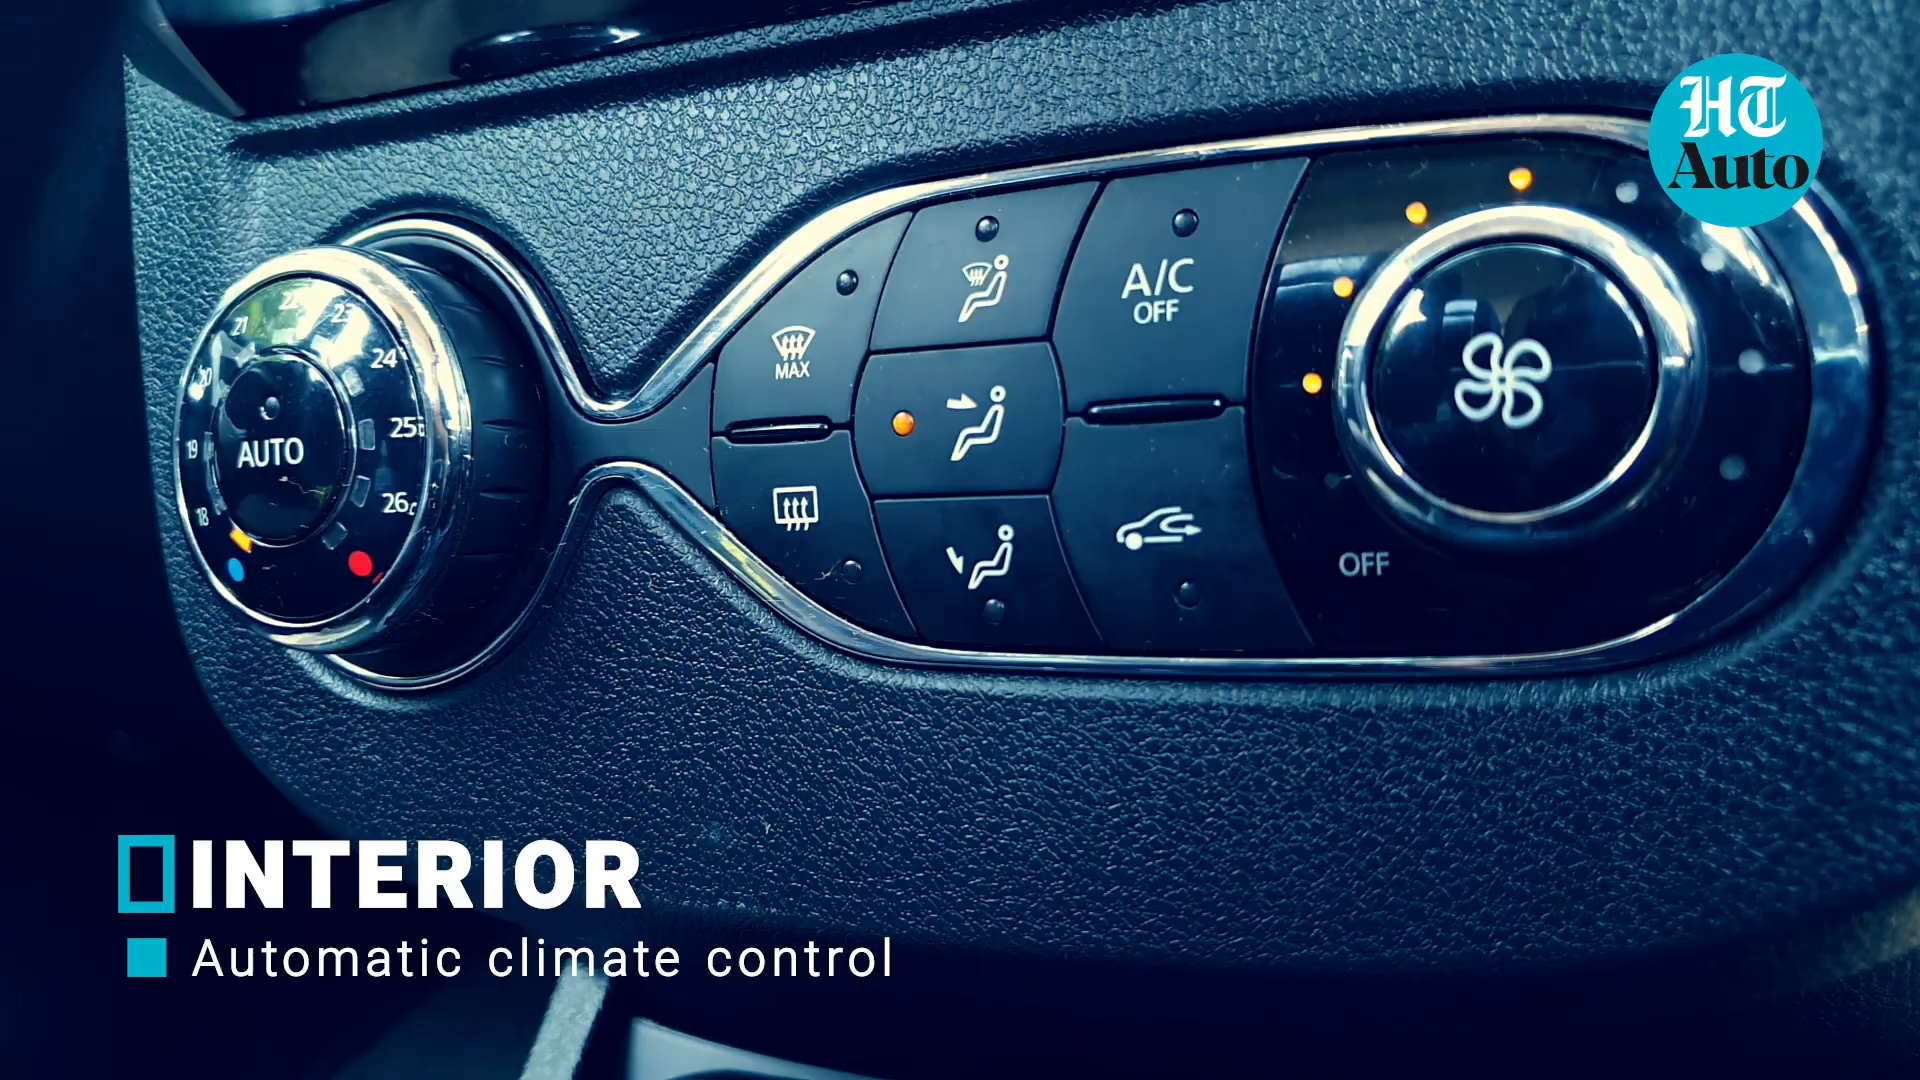 HT
Auto
21
22
23
24
20
25
19
AUTO
26
18
MAX
A/C
OFF
OFF
INTERIOR
Automatic climate control